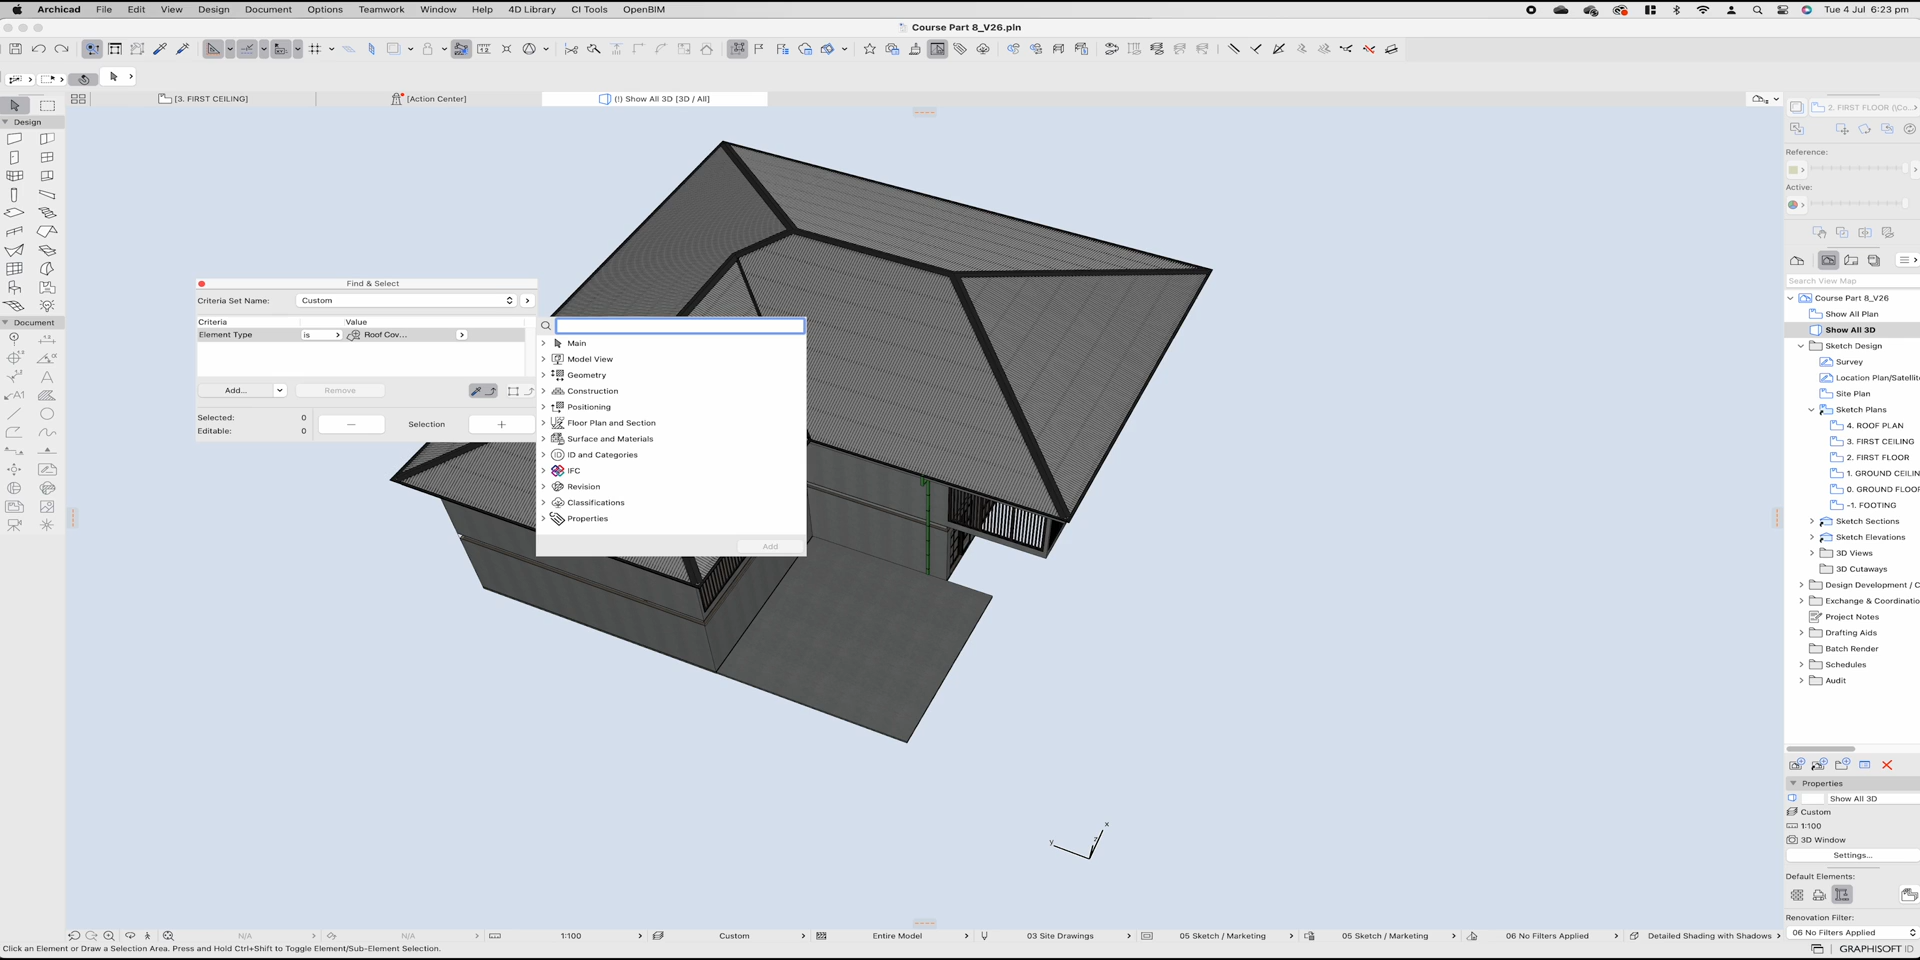 Archicad File Edit View Design Document Options Teamwork Window Help 4D Library CI Tools OpenBIM Tue 4 Jul 6:23 pm
Course Part 8_V26.pln
[3. FIRST CEILING] [Action Center] (!) Show All 3D [3D / All]
Design
Document
Find & Select
Criteria Set Name: Custom
Criteria Value
Element Type is Roof Cov...
Add... Remove
Selected: 0
Editable: 0
Selection
Main
Model View
Geometry
Construction
Positioning
Floor Plan and Section
Surface and Materials
ID and Categories
IFC
Revision
Classifications
Properties
Add
x
y
z
2. FIRST FLOOR (\Co...
Reference:
Active:
Search View Map
Course Part 8_V26
Show All Plan
Show All 3D
Sketch Design
Survey
Location Plan/Satellit
Site Plan
Sketch Plans
4. ROOF PLAN
3. FIRST CEILING
2. FIRST FLOOR
1. GROUND CEILIN
0. GROUND FLOOR
-1. FOOTING
Sketch Sections
Sketch Elevations
3D Views
3D Cutaways
Design Development / C
Exchange & Coordinatio
Project Notes
Drafting Aids
Batch Render
Schedules
Audit
Properties
Show All 3D
Custom
1:100
3D Window
Settings...
Default Elements:
Renovation Filter:
06 No Filters Applied
N/A N/A 1:100 Custom Entire Model 03 Site Drawings 05 Sketch / Marketing 05 Sketch / Marketing 06 No Filters Applied Detailed Shading with Shadows
Click an Element or Draw a Selection Area. Press and Hold Ctrl+Shift to Toggle Element/Sub-Element Selection.
GRAPHISOFT ID